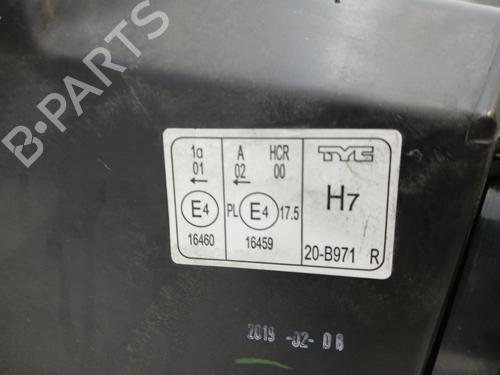 B-PARTS
1a A HCR TYC
01 02 00
E4 PL E4 17.5 H7
16460 16459 20-B971 R
2019 -02- 08